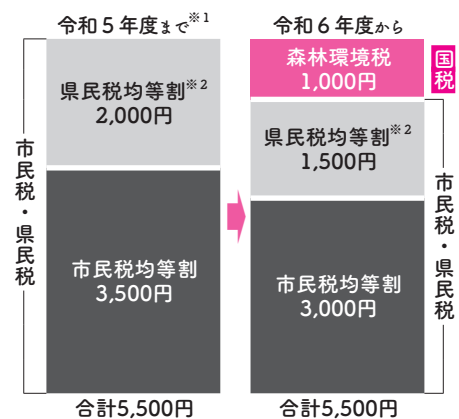 令和5年度まで※1
県民税均等割※2
2,000円
市民税均等割
3,500円
市民税・県民税
合計5,500円
令和6年度から
森林環境税
1,000円
国税
県民税均等割※2
1,500円
市民税均等割
3,000円
市民税・県民税
合計5,500円